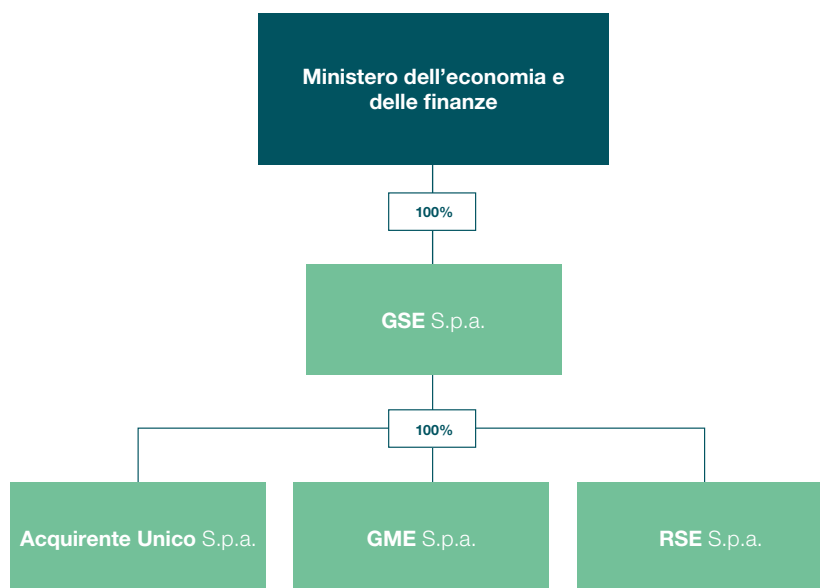 Ministero dell’economia e
delle finanze
100%
GSE S.p.a.
100%
Acquirente Unico S.p.a.
GME S.p.a.
RSE S.p.a.